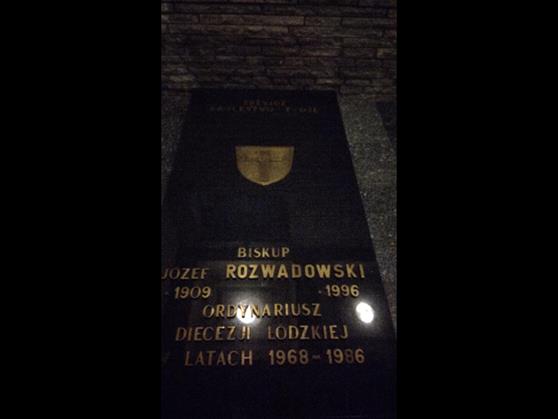 BISKUP
JÓZEF ROZWADOWSKI
1909 1996
ORDYNARIUSZ
DIECEZJI ŁÓDZKIEJ
LATACH 1968-1986